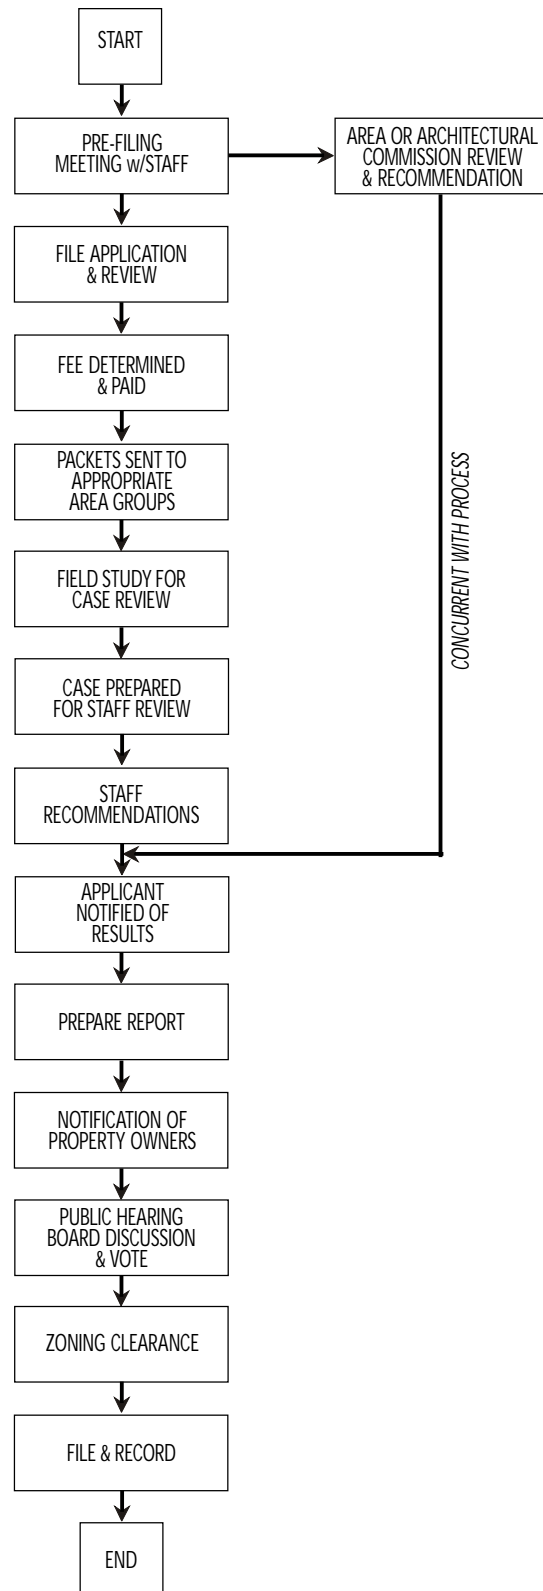 START
PRE-FILING
MEETING w/STAFF
AREA OR ARCHITECTURAL
COMMISSION REVIEW
& RECOMMENDATION
FILE APPLICATION
& REVIEW
FEE DETERMINED
& PAID
PACKETS SENT TO
APPROPRIATE
AREA GROUPS
CONCURRENT WITH PROCESS
FIELD STUDY FOR
CASE REVIEW
CASE PREPARED
FOR STAFF REVIEW
STAFF
RECOMMENDATIONS
APPLICANT
NOTIFIED OF
RESULTS
PREPARE REPORT
NOTIFICATION OF
PROPERTY OWNERS
PUBLIC HEARING
BOARD DISCUSSION
& VOTE
ZONING CLEARANCE
FILE & RECORD
END